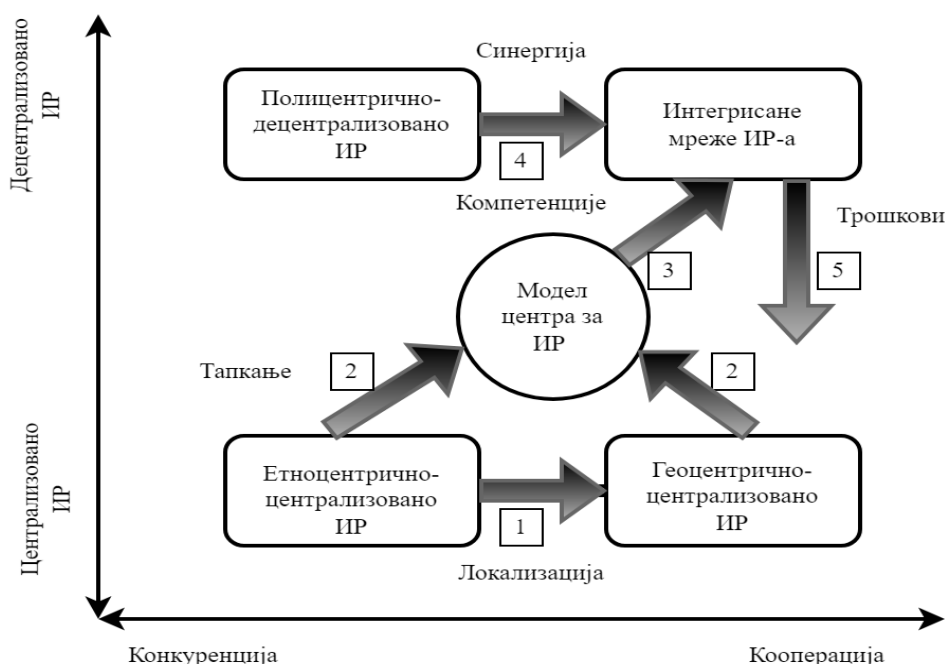 Децентрализовано
ИР
Синергија
Полицентрично-
децентрализовано
ИР
Интегрисане
мреже ИР-а
4
Компетенције
Трошкови
3
5
Модел
центра за
ИР
Тапкање
2
2
Централизовано
ИР
Етноцентрично-
централизовано
ИР
Геоцентрично-
централизовано
ИР
1
Локализација
Конкуренција
Кооперација